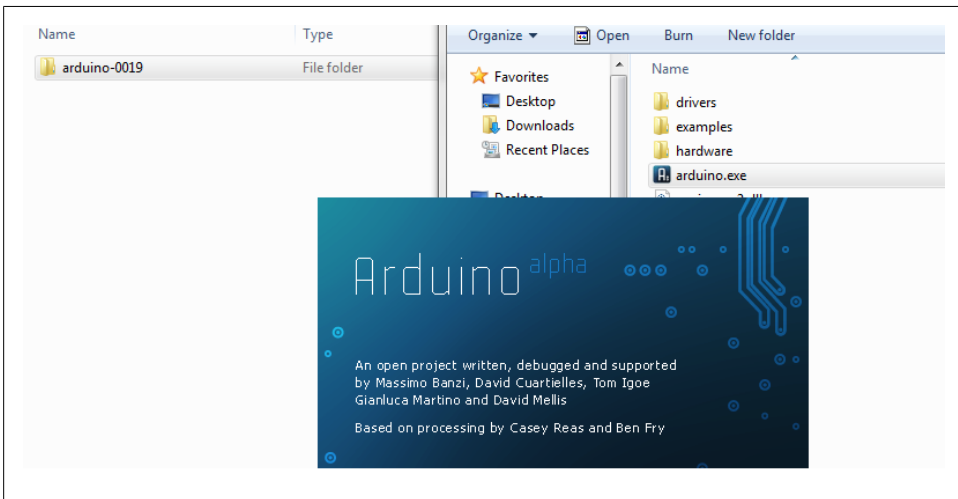 Name Type
arduino-0019 File folder
Organize Open Burn New folder
Favorites
Desktop
Downloads
Recent Places
Desktop
Name
drivers
examples
hardware
arduino.exe
Arduino alpha
An open project written, debugged and supported
by Massimo Banzi, David Cuartielles, Tom Igoe
Gianluca Martino and David Mellis
Based on processing by Casey Reas and Ben Fry